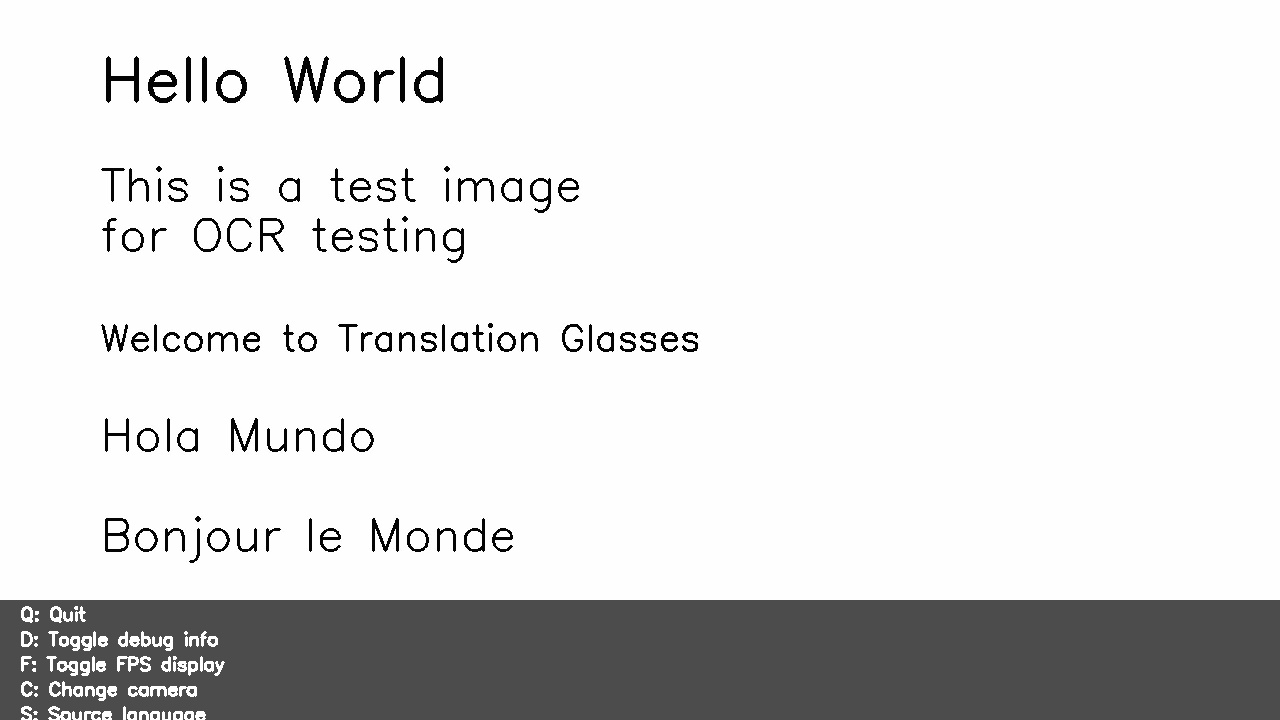 Hello World
This is a test image
for OCR testing
Welcome to Translation Glasses
Hola Mundo
Bonjour le Monde
Q: Quit
D: Toggle debug info
F: Toggle FPS display
C: Change camera
S: Source language